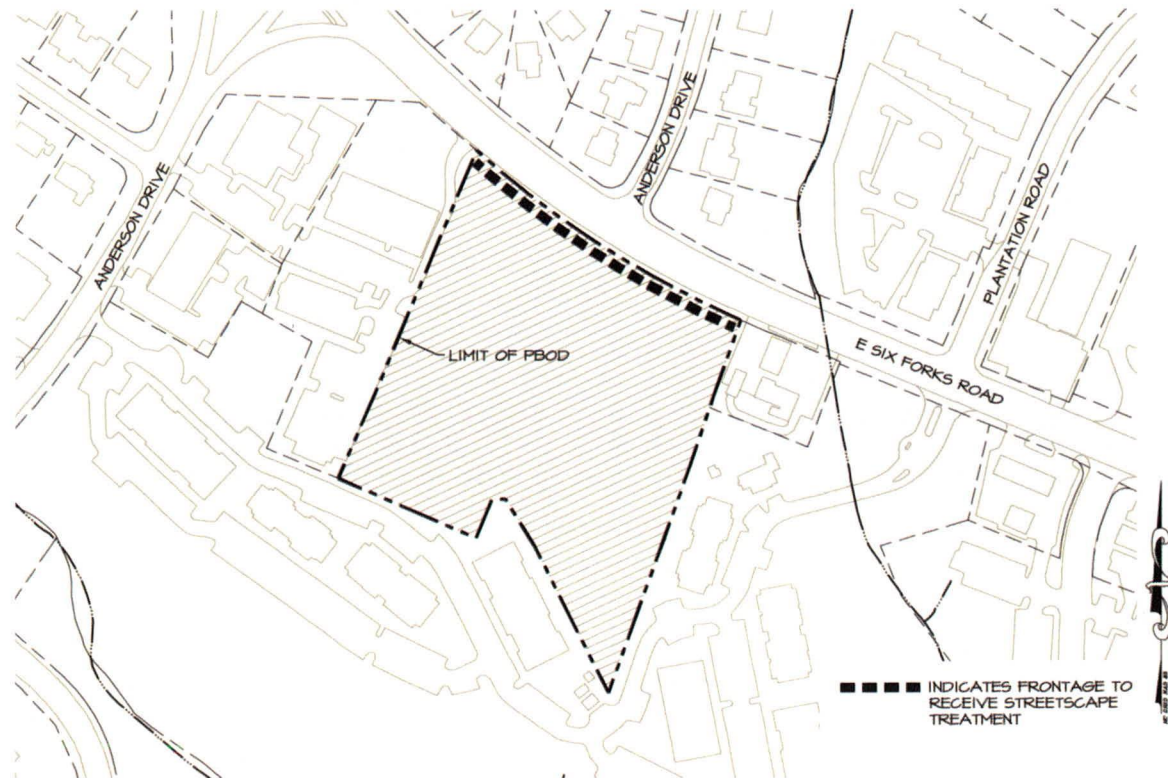 ANDERSON DRIVE
ANDERSON DRIVE
PLANTATION ROAD
LIMIT OF PBOD
E SIX FORKS ROAD
INDICATES FRONTAGE TO
RECEIVE STREETSCAPE
TREATMENT